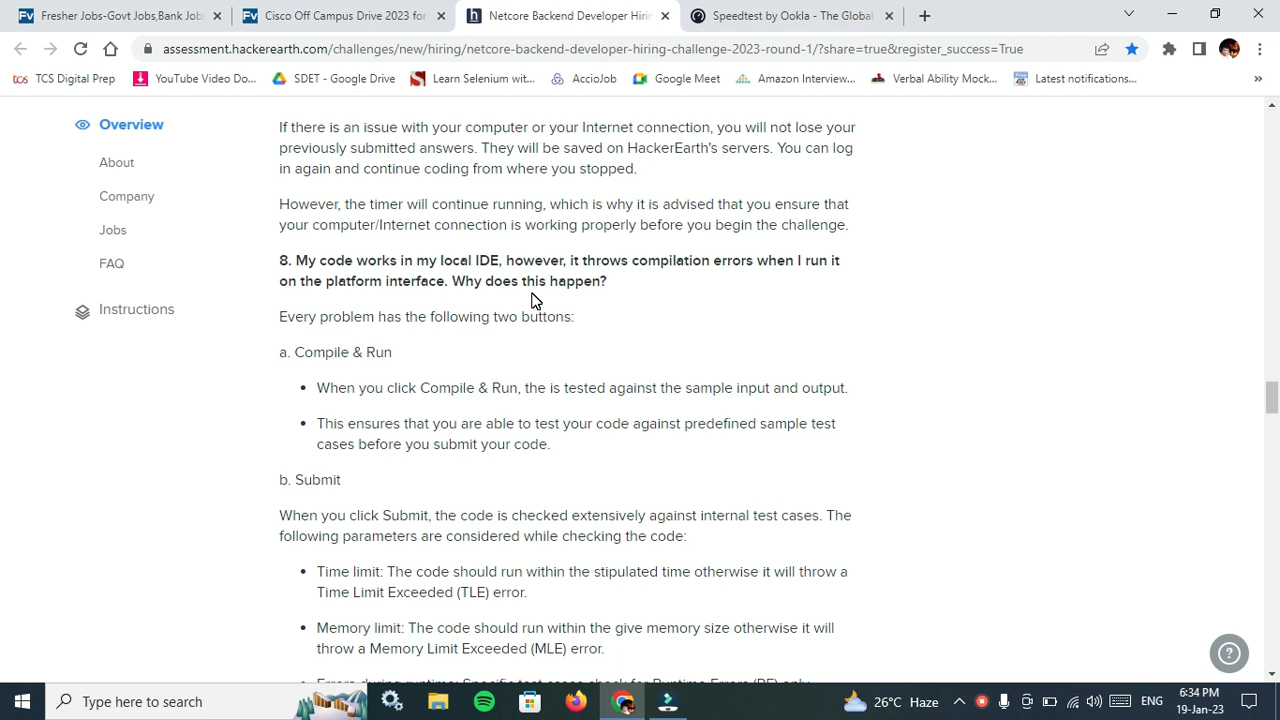 Fresher Jobs-Govt Jobs,Bank Jobs
Cisco Off Campus Drive 2023 for
Netcore Backend Developer Hirin
Speedtest by Ookla - The Global
assessment.hackerearth.com/challenges/new/hiring/netcore-backend-developer-hiring-challenge-2023-round-1/?share=true&register_success=True
tcs TCS Digital Prep
YouTube Video Do...
SDET - Google Drive
Learn Selenium wit...
AccioJob
Google Meet
Amazon Interview...
Verbal Ability Mock...
Latest notifications...
»
Overview
About
Company
Jobs
FAQ
Instructions
If there is an issue with your computer or your Internet connection, you will not lose your
previously submitted answers. They will be saved on HackerEarth's servers. You can log
in again and continue coding from where you stopped.
However, the timer will continue running, which is why it is advised that you ensure that
your computer/Internet connection is working properly before you begin the challenge.
8. My code works in my local IDE, however, it throws compilation errors when I run it
on the platform interface. Why does this happen?
Every problem has the following two buttons:
a. Compile & Run
• When you click Compile & Run, the is tested against the sample input and output.
• This ensures that you are able to test your code against predefined sample test
cases before you submit your code.
b. Submit
When you click Submit, the code is checked extensively against internal test cases. The
following parameters are considered while checking the code:
• Time limit: The code should run within the stipulated time otherwise it will throw a
Time Limit Exceeded (TLE) error.
• Memory limit: The code should run within the give memory size otherwise it will
throw a Memory Limit Exceeded (MLE) error.
• Errors during runtime: Specific test cases check for Runtime Errors (RE) only
Type here to search
26°C Haze
ENG
6:34 PM
19-Jan-23